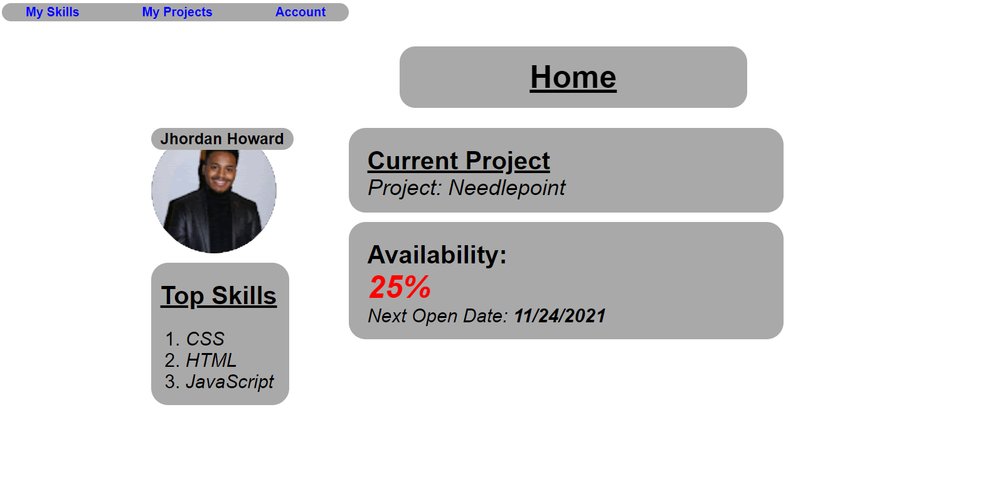 My Skills My Projects Account
Home
Jhordan Howard
Current Project
Project: Needlepoint
Availability:
25%
Next Open Date: 11/24/2021
Top Skills
1. CSS
2. HTML
3. JavaScript